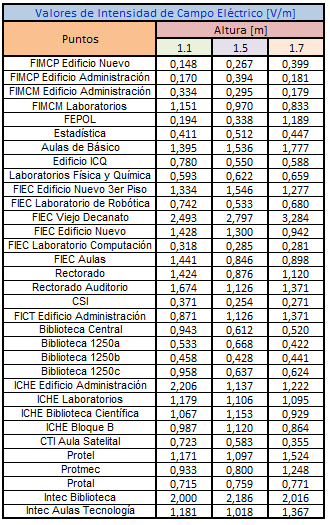 Valores de Intensidad de Campo Eléctrico [V/m]
Puntos Altura [m]
1.1 1.5 1.7
FIMCP Edificio Nuevo 0,148 0,267 0,399
FIMCP Edificio Administración 0,170 0,394 0,181
FIMCM Edificio Administración 0,334 0,295 0,179
FIMCM Laboratorios 1,151 0,970 0,833
FEPOL 0,194 0,338 1,189
Estadística 0,411 0,512 0,447
Aulas de Básico 1,395 1,536 1,777
Edificio ICQ 0,780 0,550 0,588
Laboratorios Física y Química 0,593 0,622 0,659
FIEC Edificio Nuevo 3er Piso 1,334 1,546 1,277
FIEC Laboratorio de Robótica 0,742 0,533 0,680
FIEC Viejo Decanato 2,493 2,797 3,284
FIEC Edificio Nuevo 1,428 1,300 0,942
FIEC Laboratorio Computación 0,318 0,285 0,281
FIEC Aulas 1,441 0,846 0,898
Rectorado 1,424 0,876 1,120
Rectorado Auditorio 1,674 1,126 1,371
CSI 0,371 0,254 0,271
FICT Edificio Administración 0,871 1,126 1,371
Biblioteca Central 0,943 0,612 0,520
Biblioteca 1250a 0,533 0,668 0,422
Biblioteca 1250b 0,458 0,428 0,441
Biblioteca 1250c 0,958 0,637 0,624
ICHE Edificio Administración 2,206 1,137 1,222
ICHE Laboratorios 1,179 1,106 1,095
ICHE Biblioteca Científica 1,067 1,153 0,929
ICHE Bloque B 0,987 1,120 0,864
CTI Aula Satelital 0,723 0,583 0,355
Protel 1,171 1,097 1,524
Protmec 0,933 0,800 1,248
Protal 0,715 0,759 0,771
Intec Biblioteca 2,000 2,186 2,016
Intec Aulas Tecnología 1,181 1,018 1,367